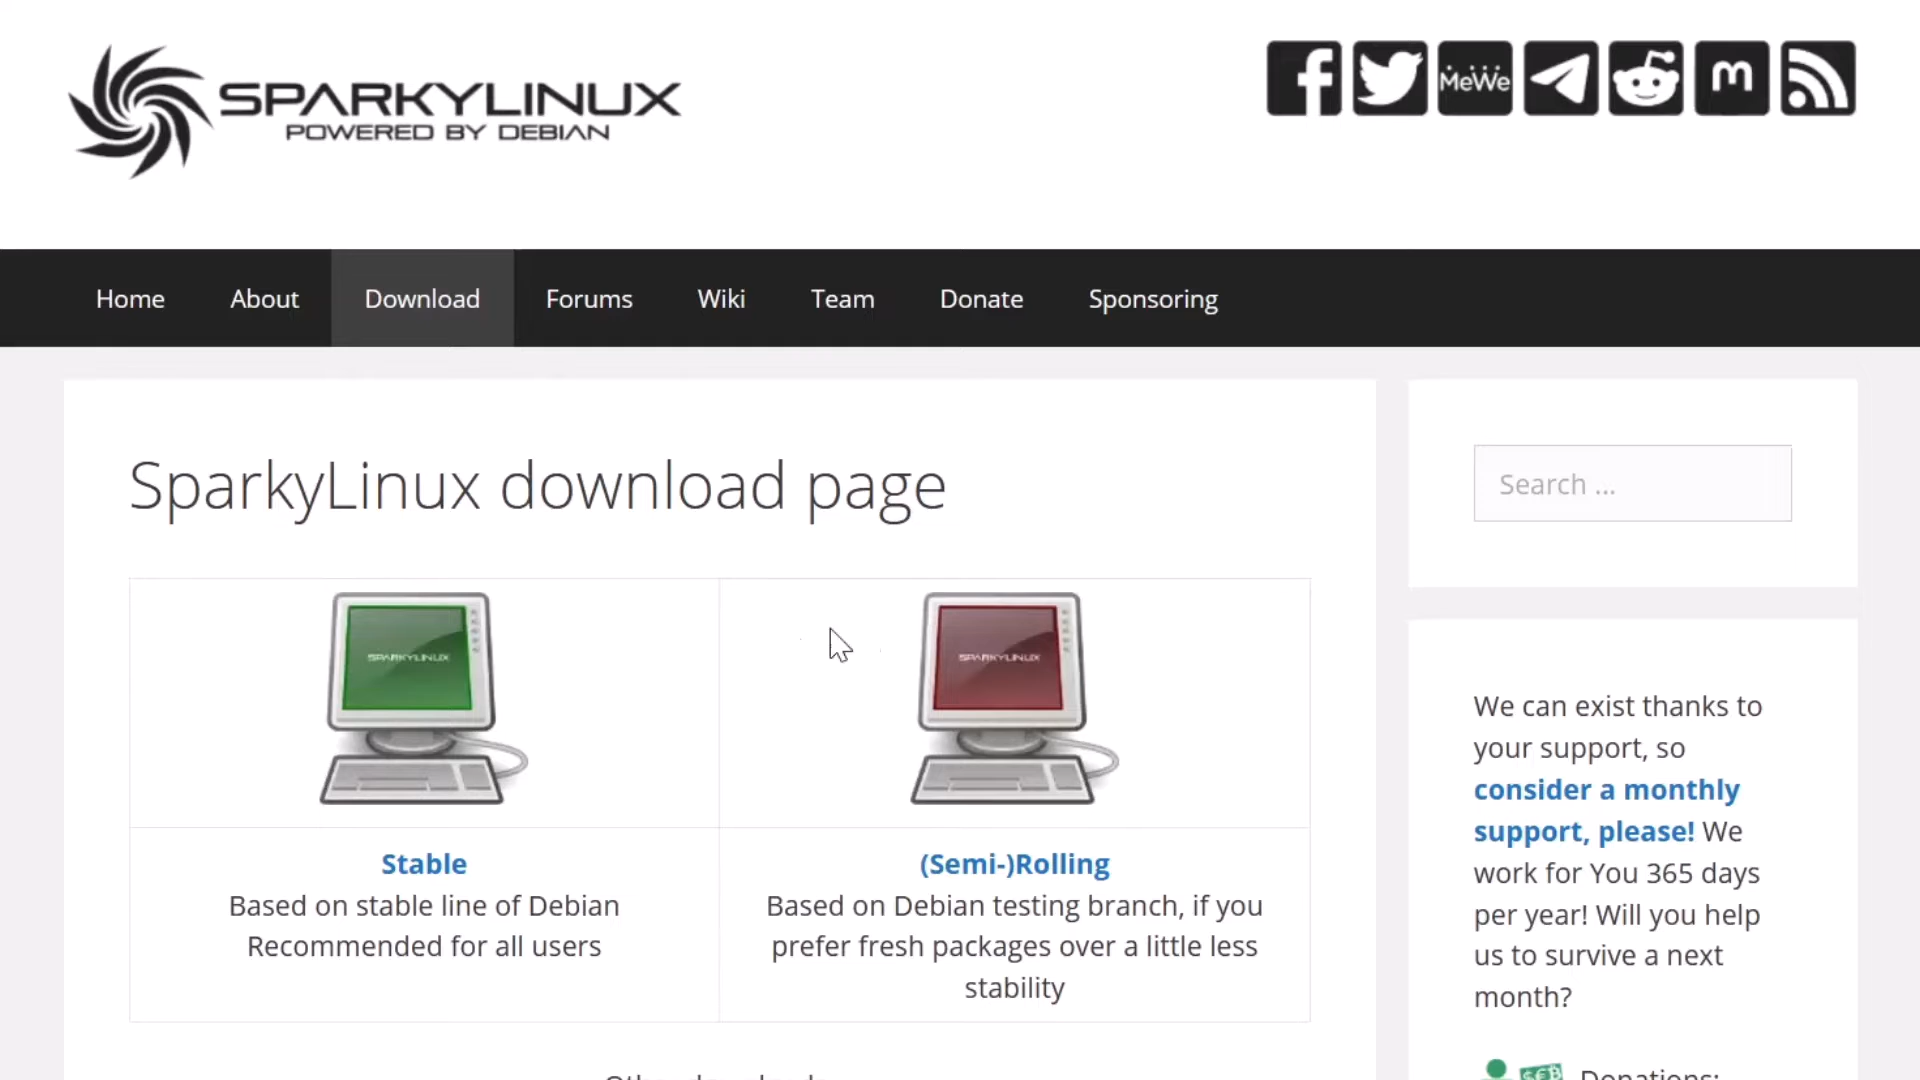 SPARKYLINUX
POWERED BY DEBIAN
MeWe
m
Home
About
Download
Forums
Wiki
Team
Donate
Sponsoring
SparkyLinux download page
Search ...
SPARKYLINUX
SPARKYLINUX
Stable
Based on stable line of Debian
Recommended for all users
(Semi-)Rolling
Based on Debian testing branch, if you
prefer fresh packages over a little less
stability
We can exist thanks to
your support, so
consider a monthly
support, please! We
work for You 365 days
per year! Will you help
us to survive a next
month?
Donations: